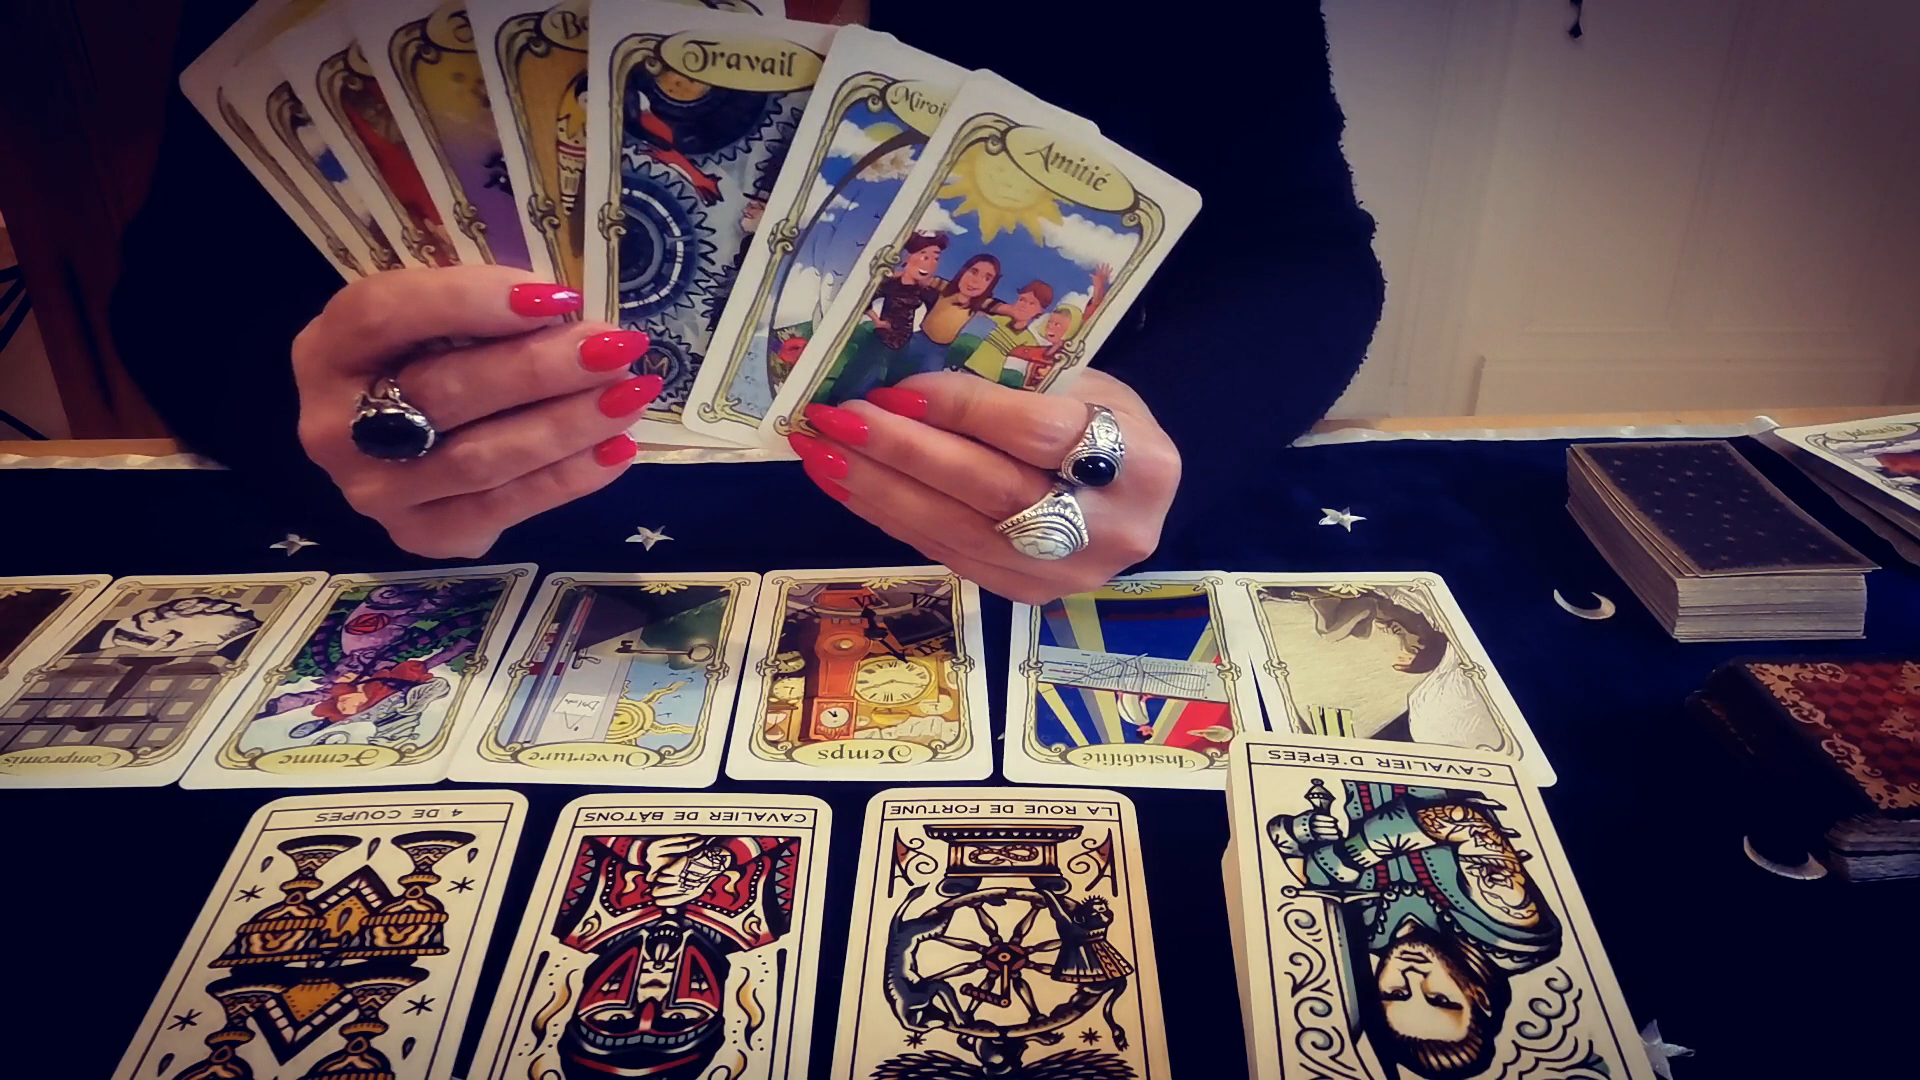 Travail
Amitié
Jalousie
Compromis
Femme
Ouverture
Temps
Instabilité
CAVALIER D'ÉPÉES
4 DE COUPES
CAVALIER DE BÂTONS
LA ROUE DE FORTUNE